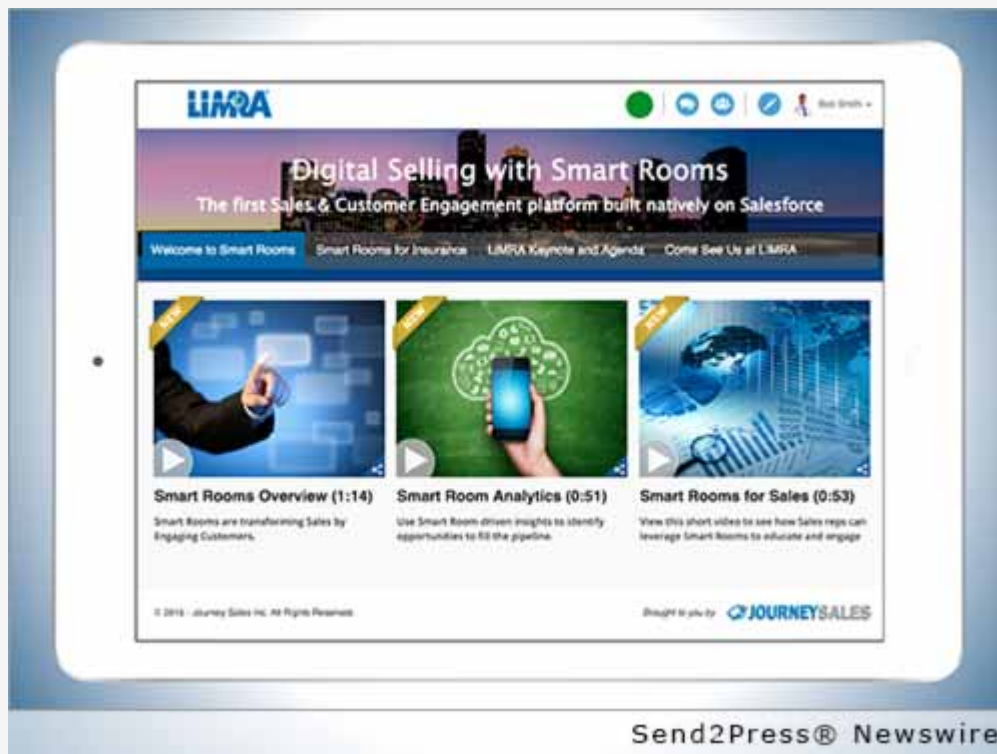 LIMRA
Bob Smith
Digital Selling with Smart Rooms
The first Sales & Customer Engagement platform built natively on Salesforce
Welcome to Smart Rooms Smart Rooms for Insurance LIMRA Keynote and Agenda Come See Us at LIMRA
NEW NEW NEW
Smart Rooms Overview (1:14) Smart Room Analytics (0:51) Smart Rooms for Sales (0:53)
Smart Rooms are transforming Sales by Use Smart Room driven insights to identify View this short video to see how Sales reps can
Engaging Customers. opportunities to fill the pipeline. leverage Smart Rooms to educate and engage
© 2016 - Journey Sales Inc. All Rights Reserved. Brought to you by JOURNEYSALES
Send2Press® Newswire